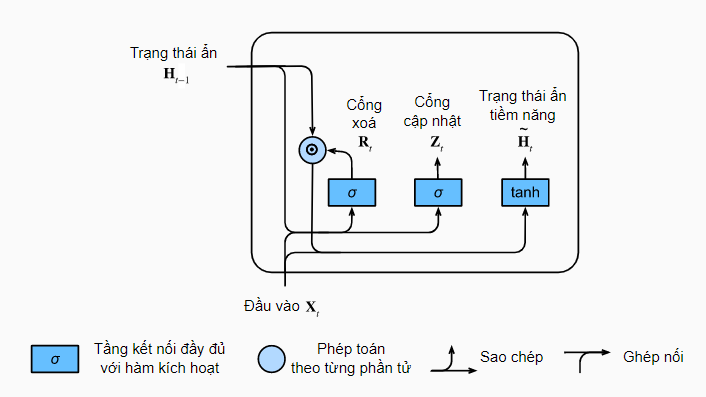 Trạng thái ẩn
H_{t−1}
Cổng
xoá
R_t
Cổng
cập nhật
Z_t
Trạng thái ẩn
tiềm năng
H̃_t
⊙
σ
σ
tanh
Đầu vào X_t
σ
Tầng kết nối đầy đủ
với hàm kích hoạt
Phép toán
theo từng phần tử
Sao chép
Ghép nối